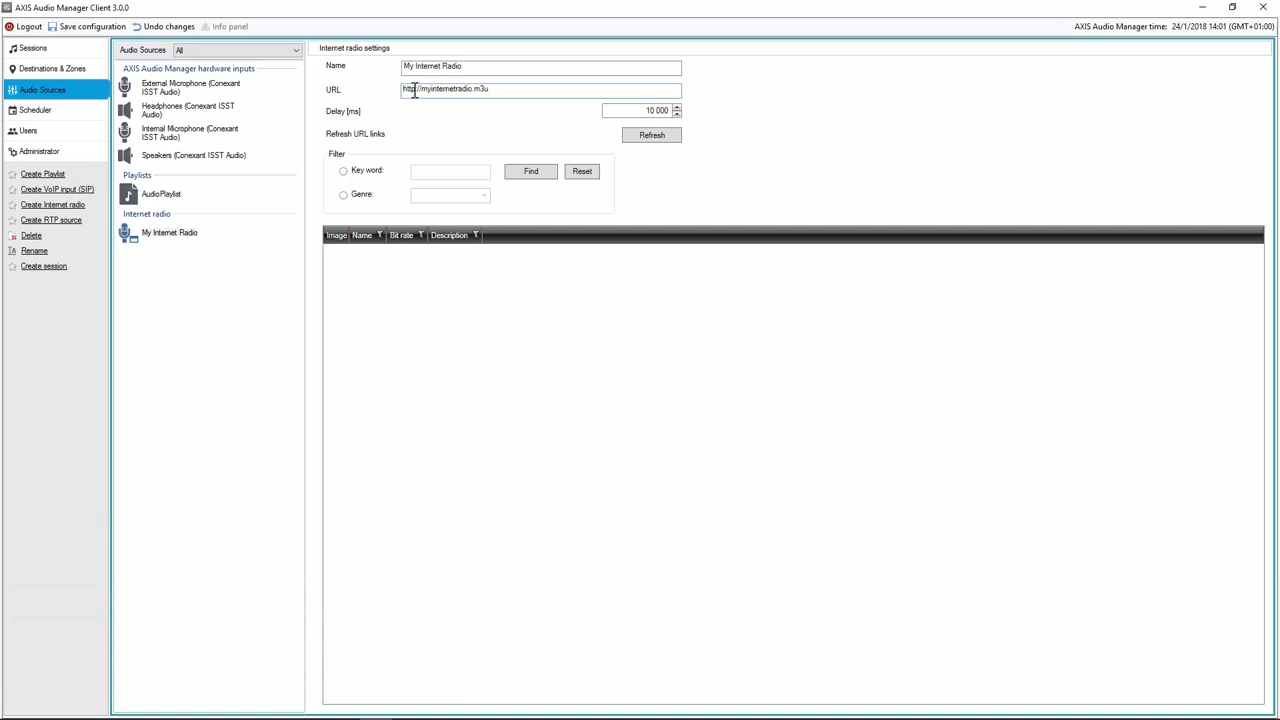 AXIS Audio Manager Client 3.0.0
Logout Save configuration Undo changes Info panel AXIS Audio Manager time: 24/1/2018 14:01 (GMT+01:00)
Sessions
Destinations & Zones
Audio Sources
Scheduler
Users
Administrator
Create Playlist
Create VoIP input (SIP)
Create Internet radio
Create RTP source
Delete
Rename
Create session
Audio Sources All
AXIS Audio Manager hardware inputs
External Microphone (Conexant
ISST Audio)
Headphones (Conexant ISST
Audio)
Internal Microphone (Conexant
ISST Audio)
Speakers (Conexant ISST Audio)
Playlists
AudioPlaylist
Internet radio
My Internet Radio
Internet radio settings
Name My Internet Radio
URL http://myinternetradio.m3u
Delay [ms] 10 000
Refresh URL links Refresh
Filter
Key word: Find Reset
Genre:
Image Name Bit rate Description